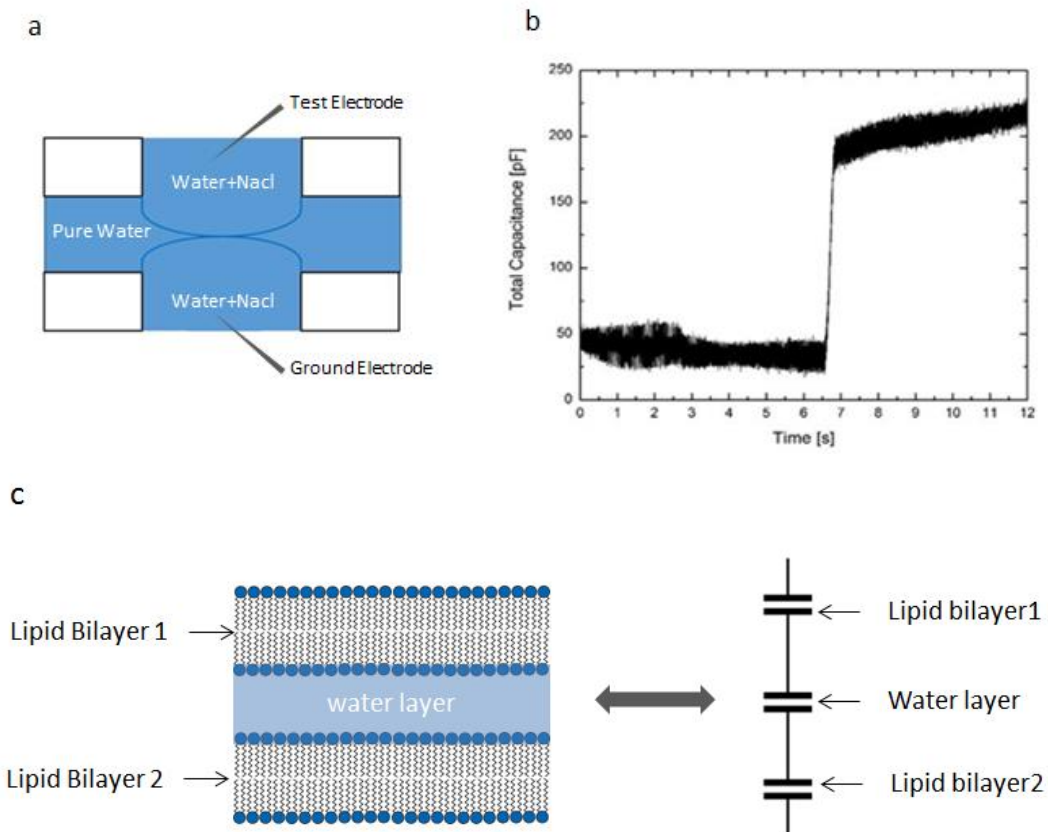 a
Test Electrode
Water+Nacl
Pure Water
Water+Nacl
Ground Electrode
b
250
200
150
100
50
0
Total Capacitance [pF]
0 1 2 3 4 5 6 7 8 9 10 11 12
Time [s]
c
Lipid Bilayer 1
water layer
Lipid Bilayer 2
Lipid bilayer1
Water layer
Lipid bilayer2